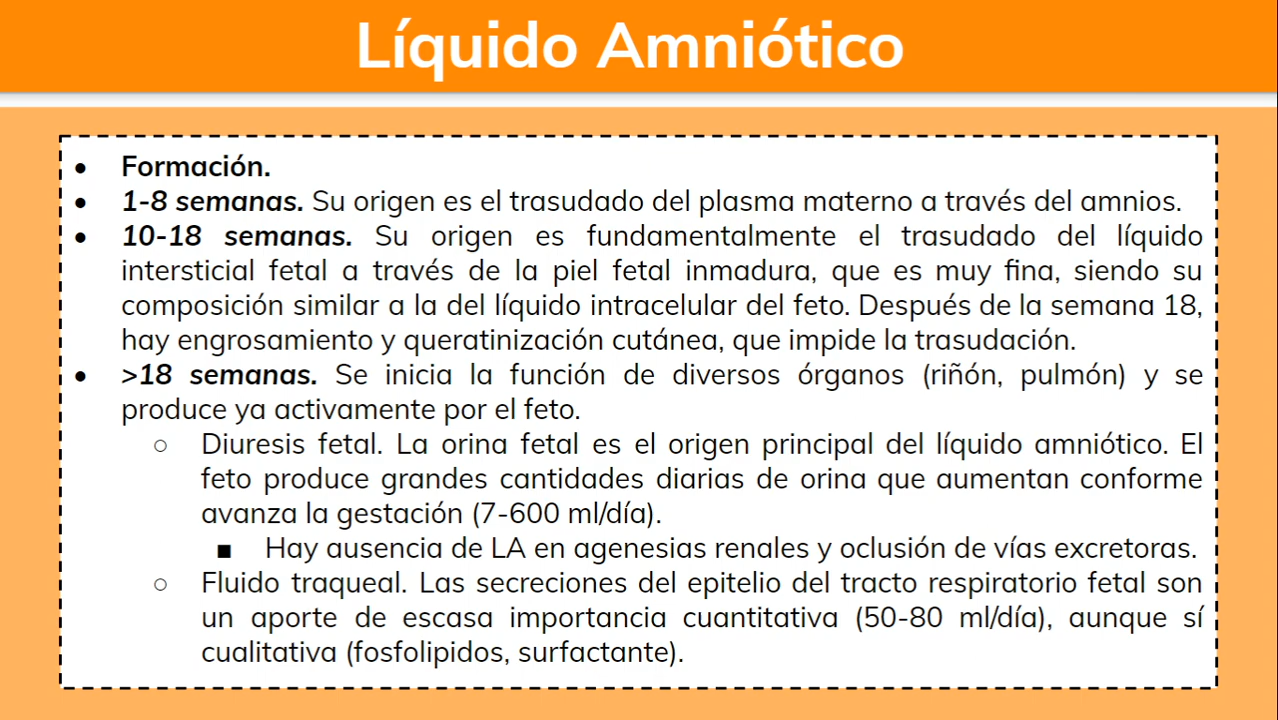 Líquido Amniótico
● Formación.
● 1-8 semanas. Su origen es el trasudado del plasma materno a través del amnios.
● 10-18 semanas. Su origen es fundamentalmente el trasudado del líquido
intersticial fetal a través de la piel fetal inmadura, que es muy fina, siendo su
composición similar a la del líquido intracelular del feto. Después de la semana 18,
hay engrosamiento y queratinización cutánea, que impide la trasudación.
● >18 semanas. Se inicia la función de diversos órganos (riñón, pulmón) y se
produce ya activamente por el feto.
○ Diuresis fetal. La orina fetal es el origen principal del líquido amniótico. El
feto produce grandes cantidades diarias de orina que aumentan conforme
avanza la gestación (7-600 ml/día).
■ Hay ausencia de LA en agenesias renales y oclusión de vías excretoras.
○ Fluido traqueal. Las secreciones del epitelio del tracto respiratorio fetal son
un aporte de escasa importancia cuantitativa (50-80 ml/día), aunque sí
cualitativa (fosfolipidos, surfactante).